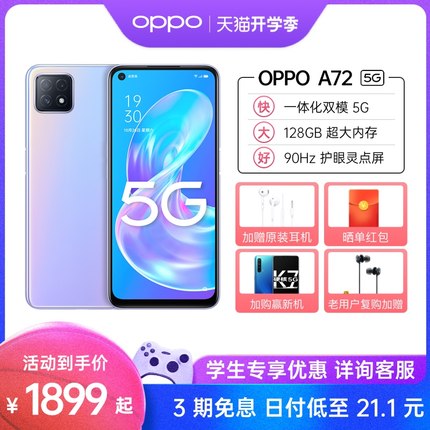 oppo 天猫开学季
OPPO A72 5G
快 一体化双模 5G
大 128GB 超大内存
好 90Hz 护眼灵点屏
19
30
5G
加赠原装耳机
晒单红包
K7
加购赢新机
老用户复购加赠
活动到手价
¥1899起
学生专享优惠 详询客服
3 期免息 日付低至 21.1 元